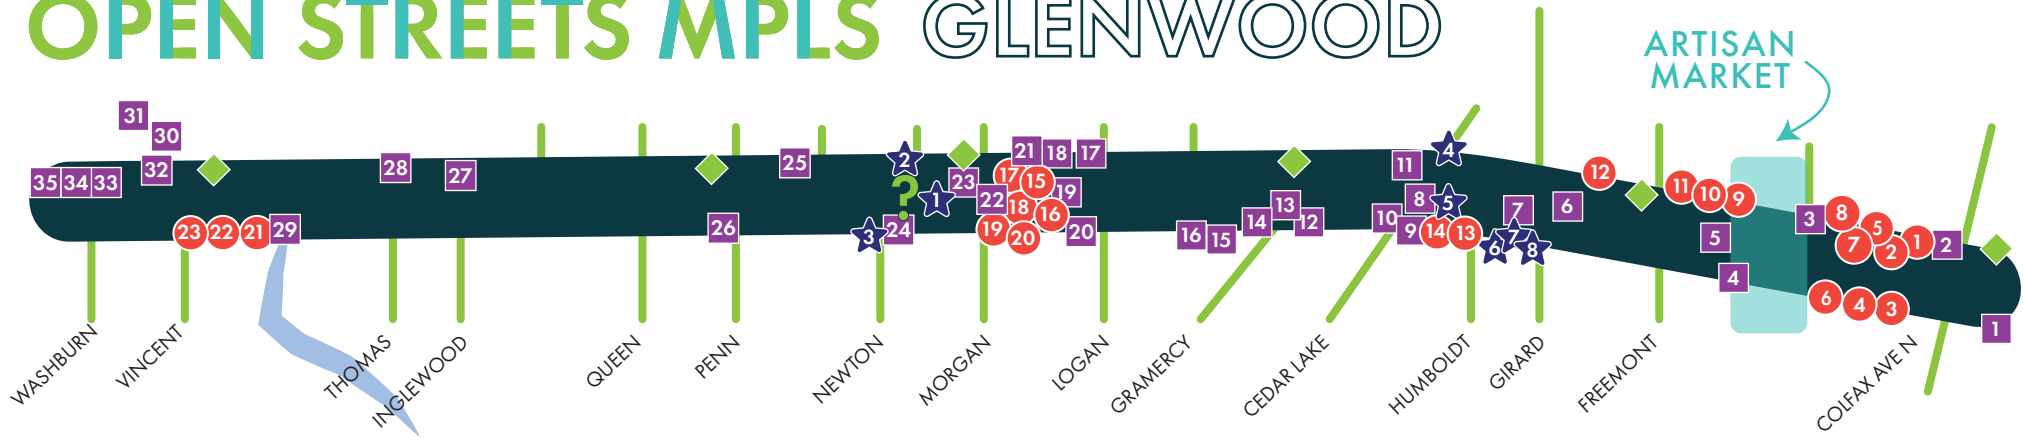 OPEN STREETS MPLS GLENWOOD
ARTISAN
MARKET
31
30
32
35 34 33
28
27
25
2
?
1
3
24
23
22
21 18 17
17 15
19
18 16
19
20
20
26
23 22 21 29
16 15
14
13
12
11
4
8
5
10
9
14 13
7
6
6 7 8
12
11 10 9
5
4
3
8
5
7
2
1
2
6 4 3
1
WASHBURN
VINCENT
THOMAS
INGLEWOOD
QUEEN
PENN
NEWTON
MORGAN
LOGAN
GRAMERCY
CEDAR LAKE
HUMBOLDT
GIRARD
FREEMONT
COLFAX AVE N